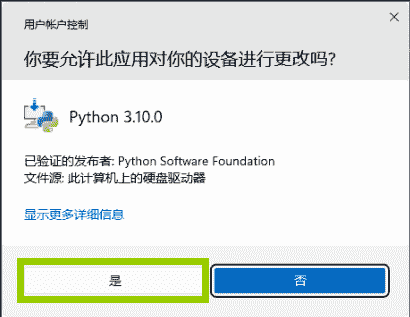 用户帐户控制
你要允许此应用对你的设备进行更改吗?
Python 3.10.0
已验证的发布者: Python Software Foundation
文件源: 此计算机上的硬盘驱动器
显示更多详细信息
是
否